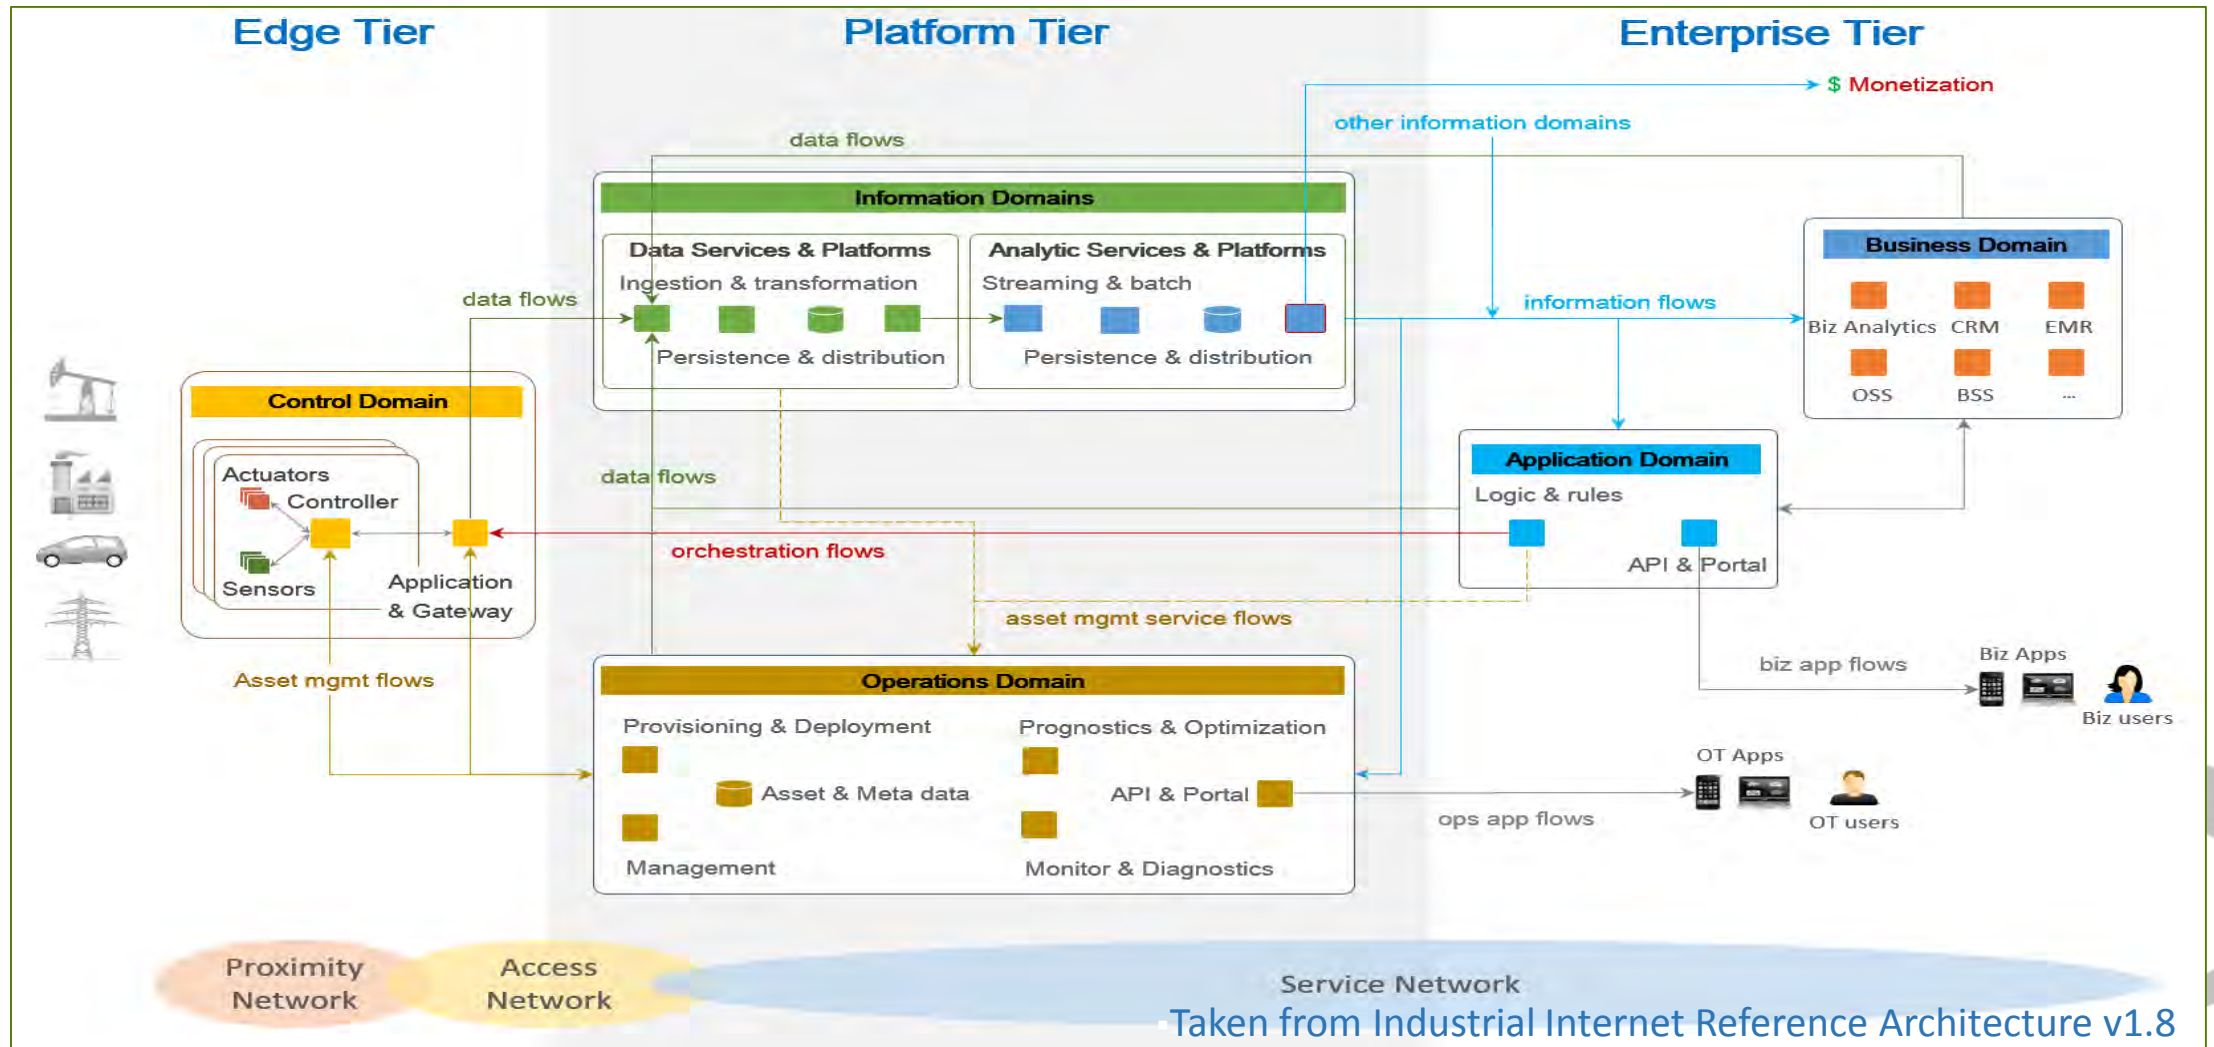 Edge Tier
Platform Tier
Enterprise Tier
$ Monetization
other information domains
data flows
Information Domains
Data Services & Platforms
Ingestion & transformation
Persistence & distribution
Analytic Services & Platforms
Streaming & batch
Persistence & distribution
data flows
information flows
Business Domain
Biz Analytics
CRM
EMR
OSS
BSS
...
Control Domain
Actuators
Controller
Sensors
Application
& Gateway
data flows
orchestration flows
Application Domain
Logic & rules
API & Portal
asset mgmt service flows
Asset mgmt flows
Operations Domain
Provisioning & Deployment
Prognostics & Optimization
Asset & Meta data
API & Portal
Management
Monitor & Diagnostics
biz app flows
Biz Apps
Biz users
OT Apps
ops app flows
OT users
Proximity
Network
Access
Network
Service Network
Taken from Industrial Internet Reference Architecture v1.8